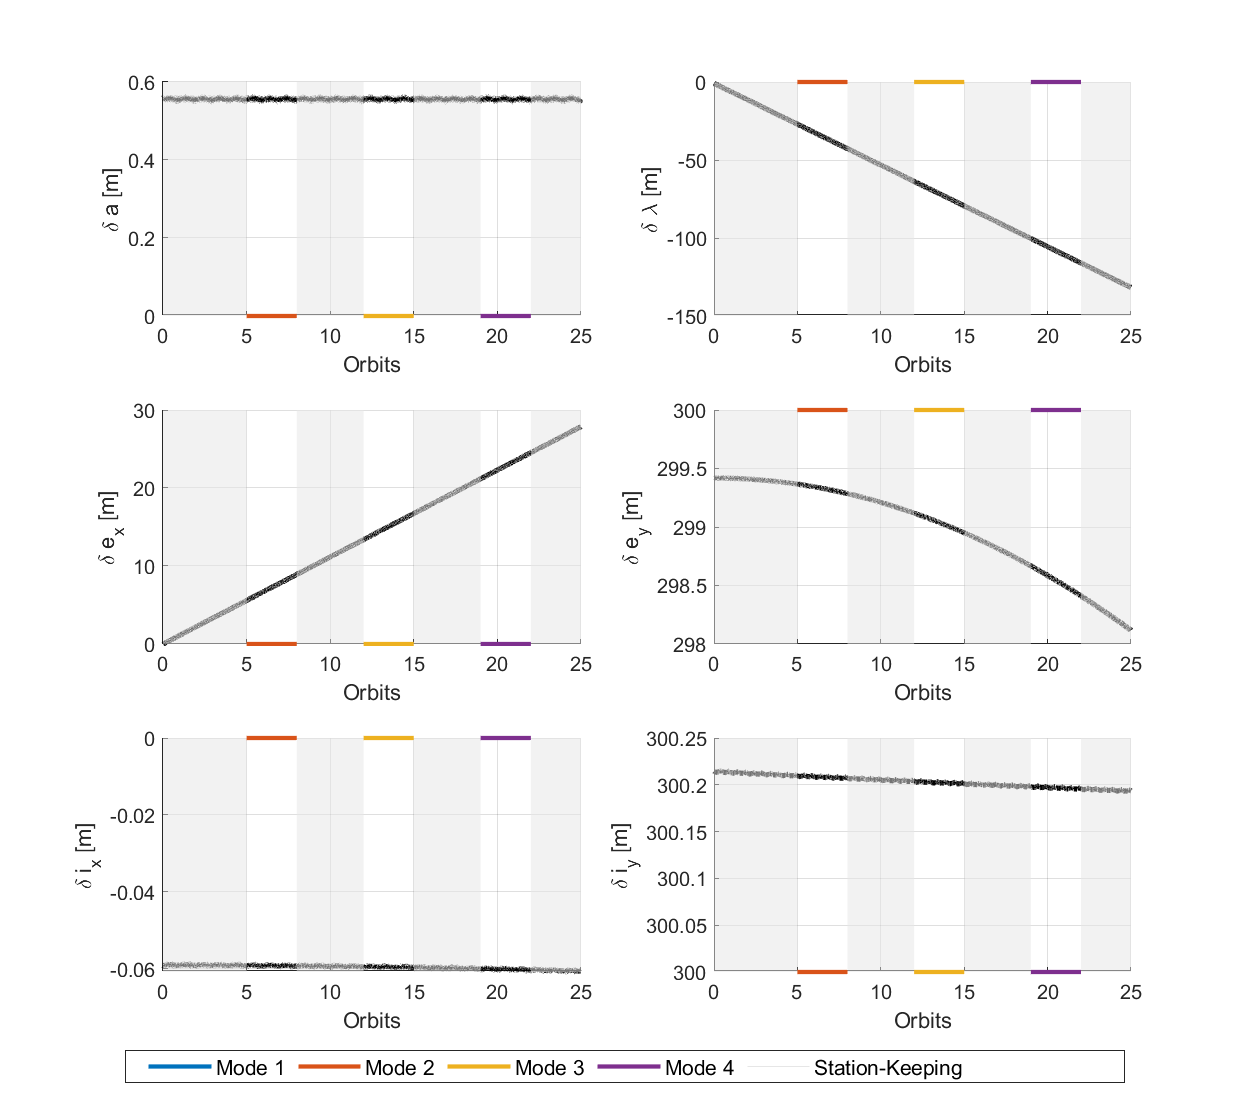 0.6
0.4
0.2
0
δ a [m]
0 5 10 15 20 25
Orbits
0
-50
-100
-150
δ λ [m]
0 5 10 15 20 25
Orbits
30
20
10
0
δ e_x [m]
0 5 10 15 20 25
Orbits
300
299.5
299
298.5
298
δ e_y [m]
0 5 10 15 20 25
Orbits
0
-0.02
-0.04
-0.06
δ i_x [m]
0 5 10 15 20 25
Orbits
300.25
300.2
300.15
300.1
300.05
300
δ i_y [m]
0 5 10 15 20 25
Orbits
Mode 1 Mode 2 Mode 3 Mode 4 Station-Keeping